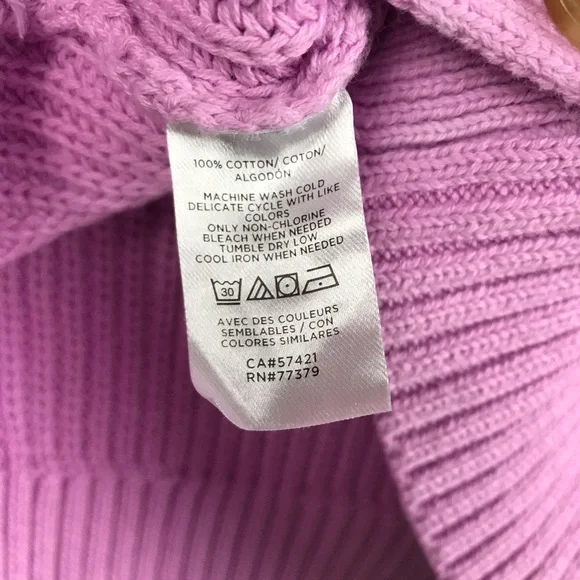 100% COTTON/ COTON/
ALGODÓN
MACHINE WASH COLD
DELICATE CYCLE WITH LIKE
COLORS
ONLY NON-CHLORINE
BLEACH WHEN NEEDED
TUMBLE DRY LOW
COOL IRON WHEN NEEDED
30
AVEC DES COULEURS
SEMBLABLES / CON
COLORES SIMILARES
CA#57421
RN#77379